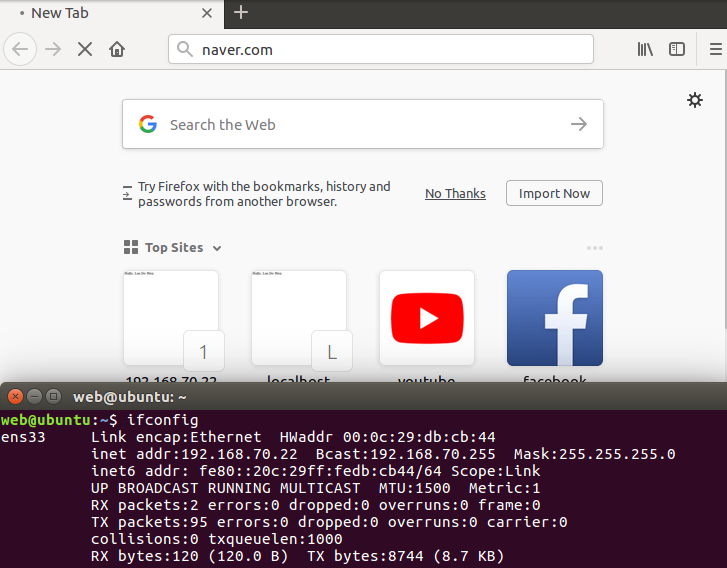 New Tab
naver.com
Search the Web
Try Firefox with the bookmarks, history and
passwords from another browser.
No Thanks
Import Now
Top Sites
1
L
192.168.70.22
localhost
youtube
facebook
web@ubuntu: ~
web@ubuntu:~$ ifconfig
ens33 Link encap:Ethernet HWaddr 00:0c:29:db:cb:44
inet addr:192.168.70.22 Bcast:192.168.70.255 Mask:255.255.255.0
inet6 addr: fe80::20c:29ff:fedb:cb44/64 Scope:Link
UP BROADCAST RUNNING MULTICAST MTU:1500 Metric:1
RX packets:2 errors:0 dropped:0 overruns:0 frame:0
TX packets:95 errors:0 dropped:0 overruns:0 carrier:0
collisions:0 txqueuelen:1000
RX bytes:120 (120.0 B) TX bytes:8744 (8.7 KB)